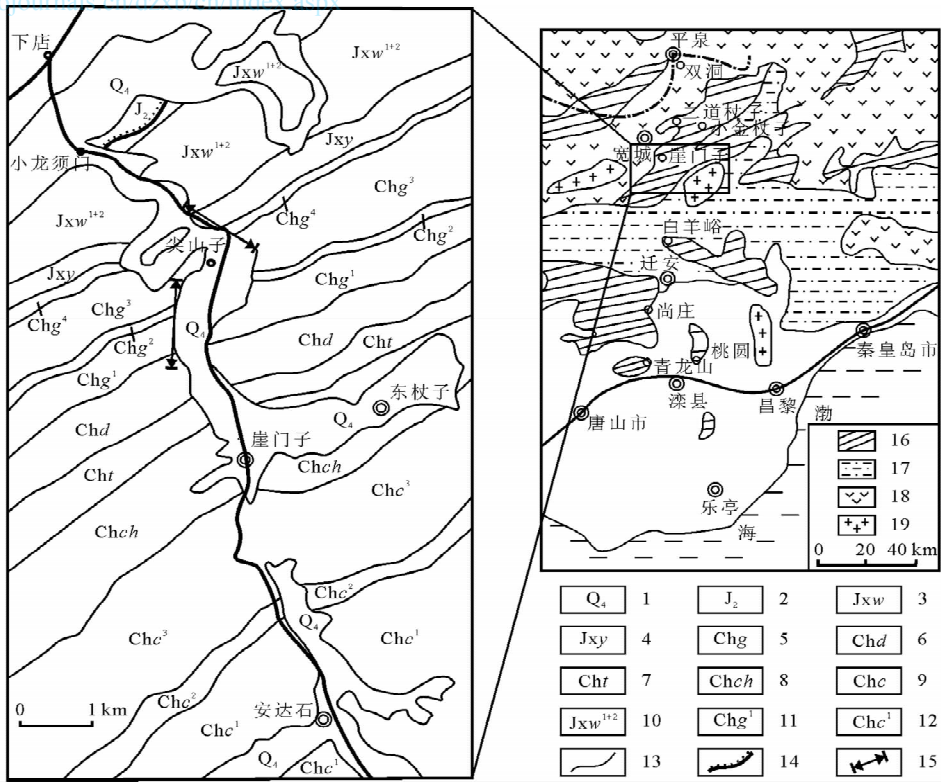 下店
Jxw¹⁺²
Q₄
Jxw¹⁺²
J₂
Jxw¹⁺²
Jxy
小龙须门
Chg³
Chg⁴
Jxw¹⁺²
Chg²
尖山子
Jxy
Chg¹
Chg³
Chg⁴
Q₄
Chd
Cht
Chg²
Chg¹
东杖子
Q₄
Chd
崖门子
Chch
Cht
Chc³
Chch
Chc²
Q₄
Chc³
Chc¹
Chc²
0 1 km
Chc¹
安达石
Q₄
Chc¹
平泉
双洞
二道杖子
小金杖子
宽城
崖门子
白羊峪
迁安
尚庄
桃园
秦皇岛市
青龙山
滦县
昌黎
唐山市
渤
海
乐亭
16
17
18
19
0 20 40 km
Q₄ 1 J₂ 2 Jxw 3
Jxy 4 Chg 5 Chd 6
Cht 7 Chch 8 Chc 9
Jxw¹⁺² 10 Chg¹ 11 Chc¹ 12
13 14 15